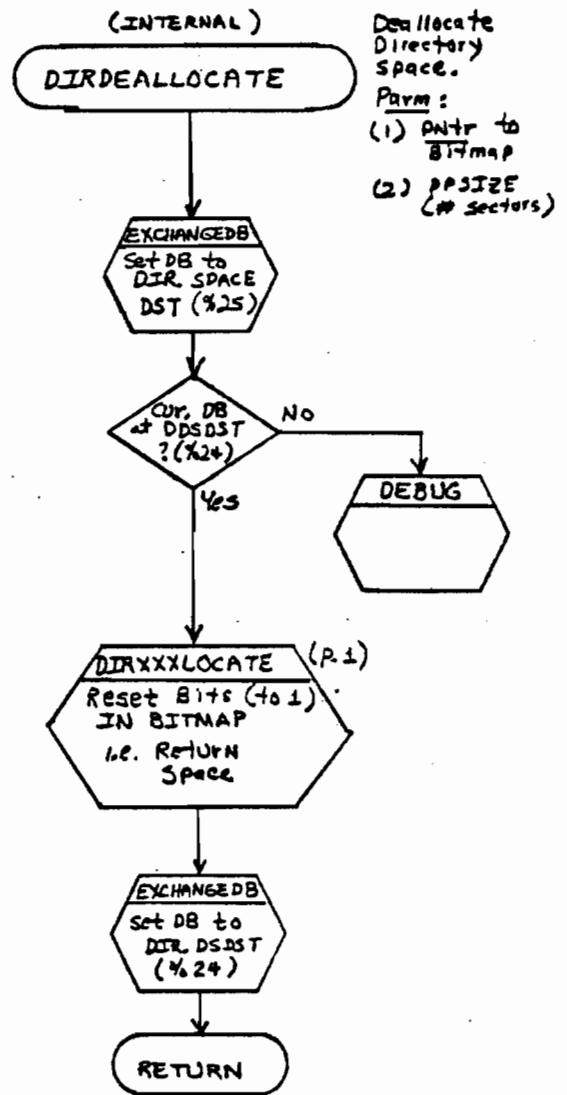 (INTERNAL)
DIRDEALLOCATE
Deallocate
Directory
space.
Parm:
(1) PNtr to
Bitmap
(2) PPSIZE
(# sectors)
EXCHANGEDB
Set DB to
DIR. SPACE
DST (%25)
Cur. DB
at DDSDST
? (%24)
NO
Yes
DEBUG
DIRXXXLOCATE
(P.1)
Reset Bits (to 1).
IN BITMAP
i.e. Return
Space
EXCHANGEDB
Set DB to
DIR. DSDST
(%24)
RETURN